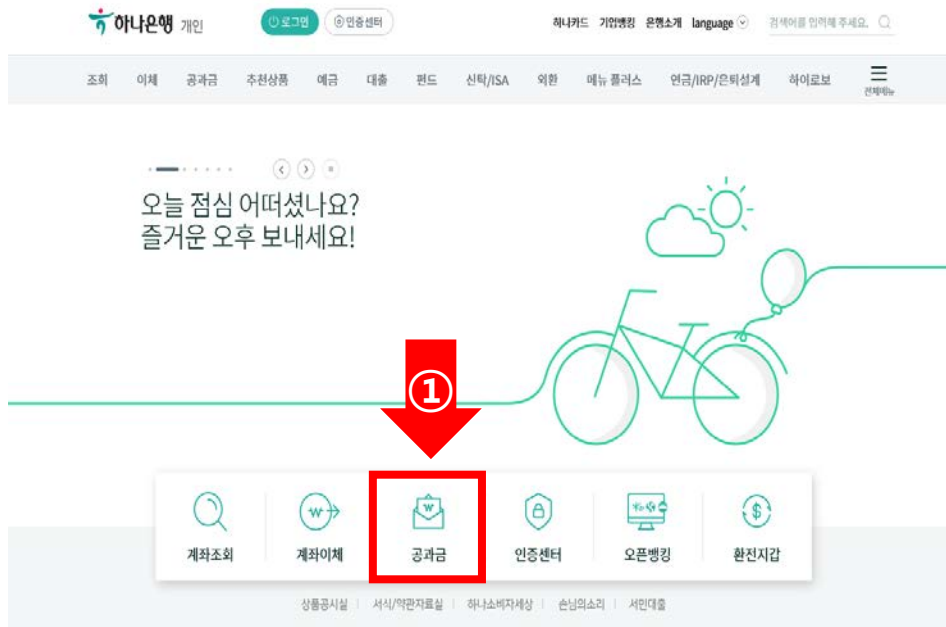 하나은행 개인 로그인 인증센터 하나카드 기업뱅킹 은행소개 language 검색어를 입력해 주세요.
조회 이체 공과금 추천상품 예금 대출 펀드 신탁/ISA 외환 메뉴 플러스 연금/IRP/은퇴설계 하이로보 전체메뉴
오늘 점심 어떠셨나요?
즐거운 오후 보내세요!
①
계좌조회 계좌이체 공과금 인증센터 오픈뱅킹 환전지갑
상품공시실 서식/약관자료실 하나소비자세상 손님의소리 서민대출